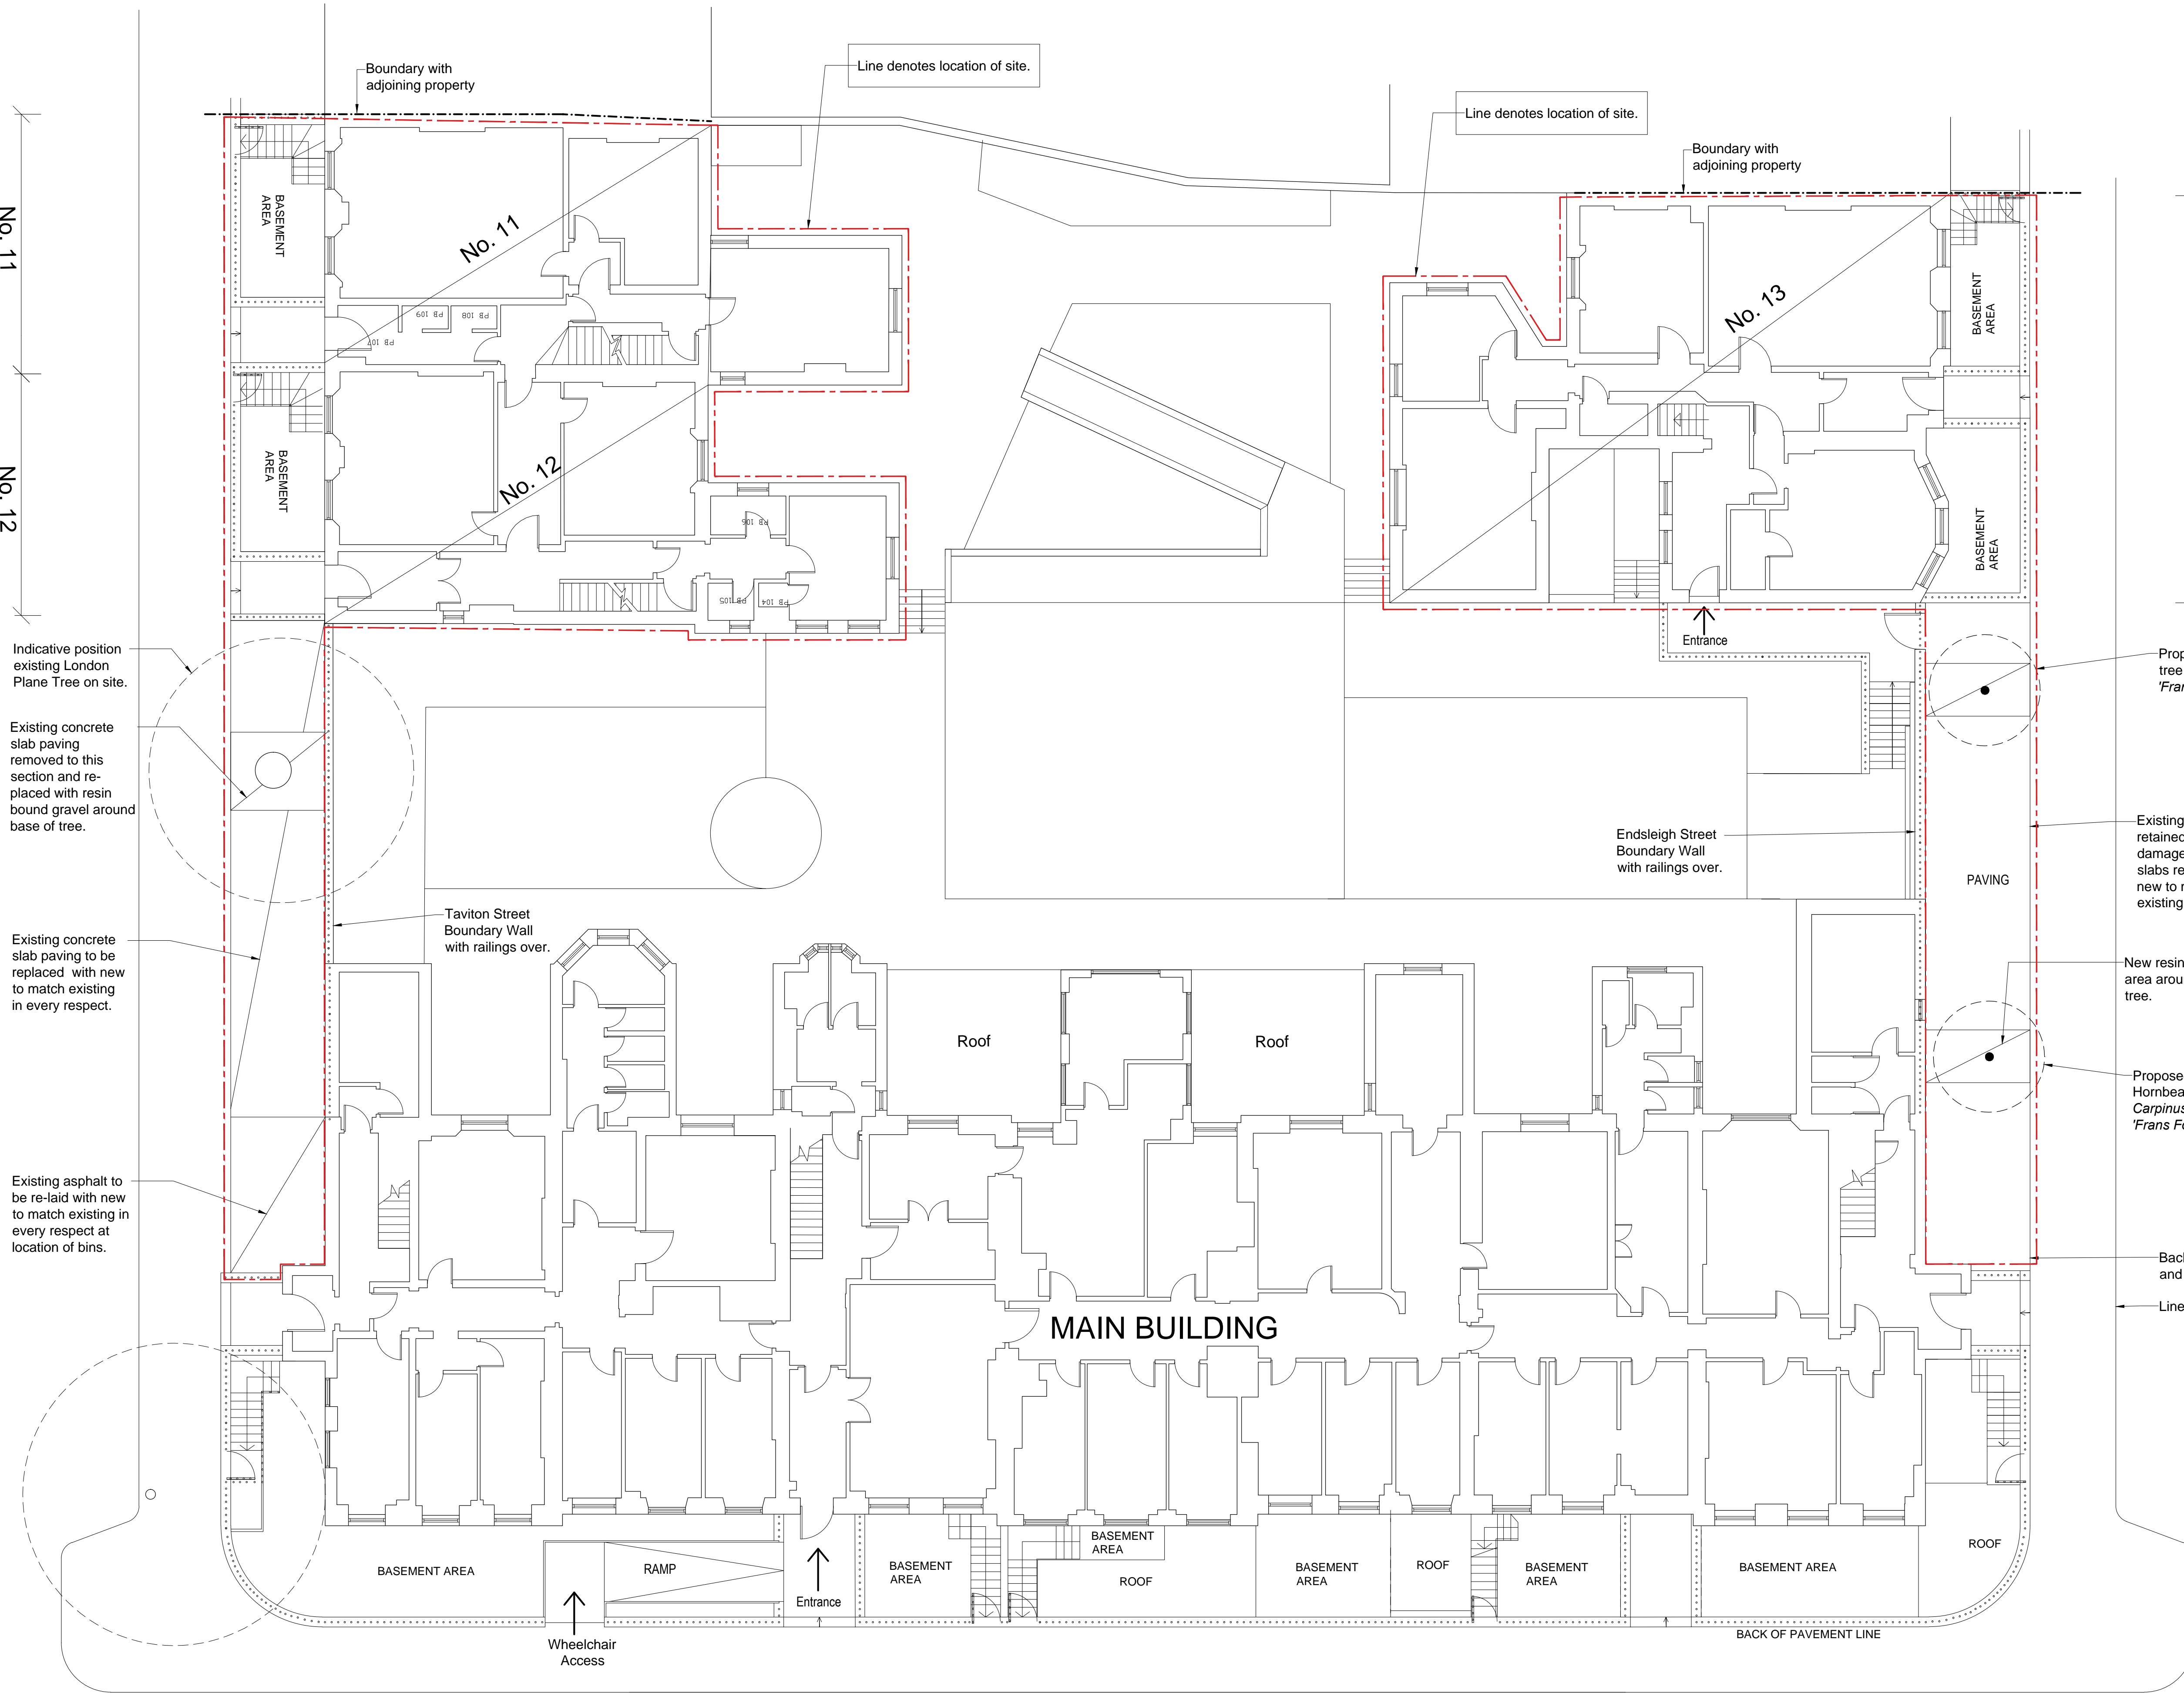 Boundary with
adjoining property
Line denotes location of site.
Line denotes location of site.
Boundary with
adjoining property
No. 11
No. 12
BASEMENT
AREA
No. 11
PB 109
PB 108
PB 107
BASEMENT
AREA
No. 12
PB 106
PB 105
PB 104
No. 13
BASEMENT
AREA
BASEMENT
AREA
Entrance
Indicative position
existing London
Plane Tree on site.
Existing concrete
slab paving
removed to this
section and re-
placed with resin
bound gravel around
base of tree.
Existing concrete
slab paving to be
replaced with new
to match existing
in every respect.
Existing asphalt to
be re-laid with new
to match existing in
every respect at
location of bins.
Taviton Street
Boundary Wall
with railings over.
Endsleigh Street
Boundary Wall
with railings over.
PAVING
tree
Existing
slabs
new to
existing
New resin
tree.
and
Line
Roof
Roof
MAIN BUILDING
BASEMENT AREA
RAMP
Entrance
Wheelchair
Access
BASEMENT
AREA
BASEMENT
AREA
ROOF
BASEMENT
AREA
ROOF
BASEMENT
AREA
BASEMENT AREA
ROOF
BACK OF PAVEMENT LINE